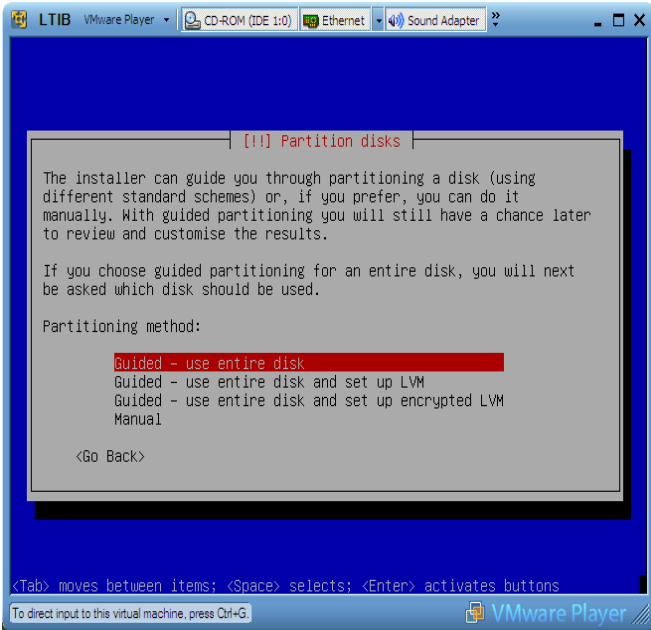 LTIB VMware Player CD-ROM (IDE 1:0) Ethernet Sound Adapter
[!!] Partition disks
The installer can guide you through partitioning a disk (using
different standard schemes) or, if you prefer, you can do it
manually. With guided partitioning you will still have a chance later
to review and customise the results.
If you choose guided partitioning for an entire disk, you will next
be asked which disk should be used.
Partitioning method:
Guided - use entire disk
Guided - use entire disk and set up LVM
Guided - use entire disk and set up encrypted LVM
Manual
<Go Back>
<Tab> moves between items; <Space> selects; <Enter> activates buttons
To direct input to this virtual machine, press Ctrl+G. VMware Player